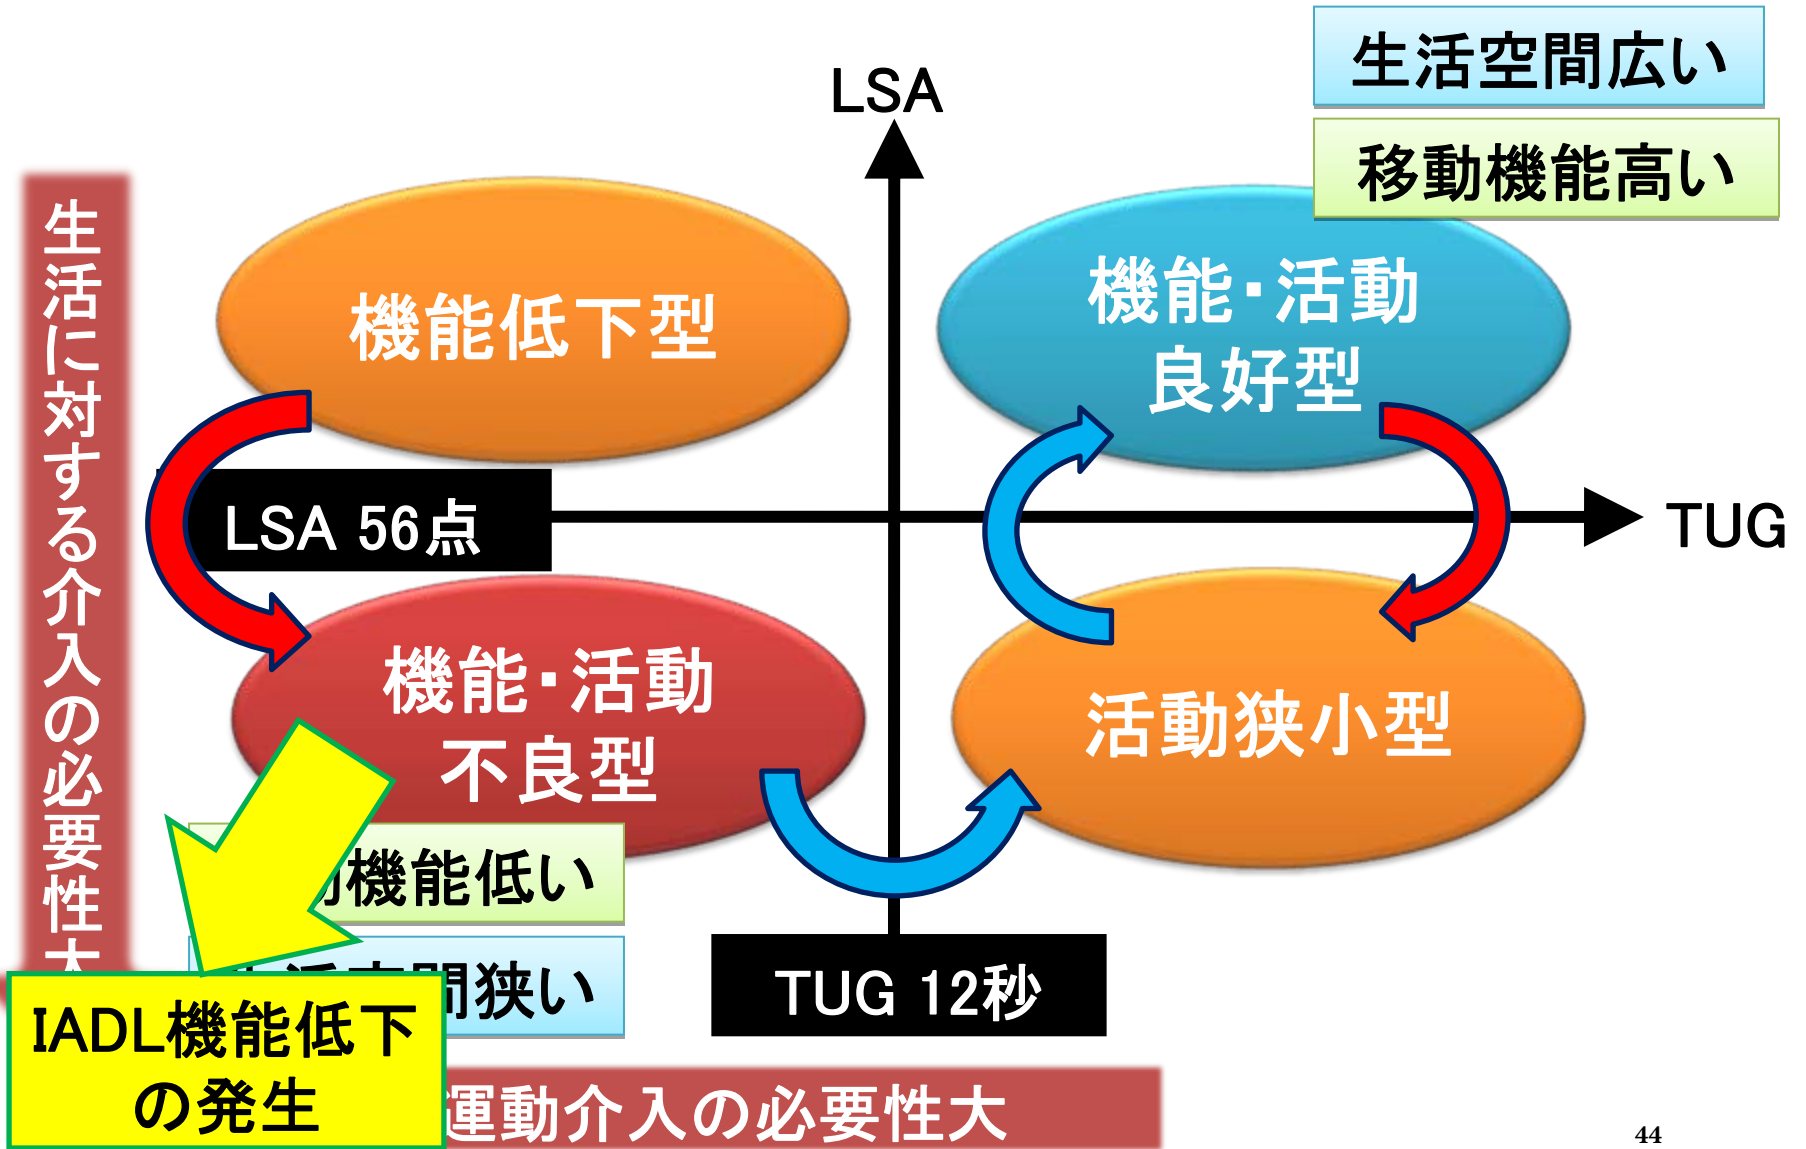 生活空間広い
LSA
移動機能高い
生活に対する介入の必要性大
機能低下型
機能・活動
良好型
LSA 56点
TUG
機能・活動
不良型
活動狭小型
機能低い
間狭い
TUG 12秒
IADL機能低下
の発生
運動介入の必要性大
44